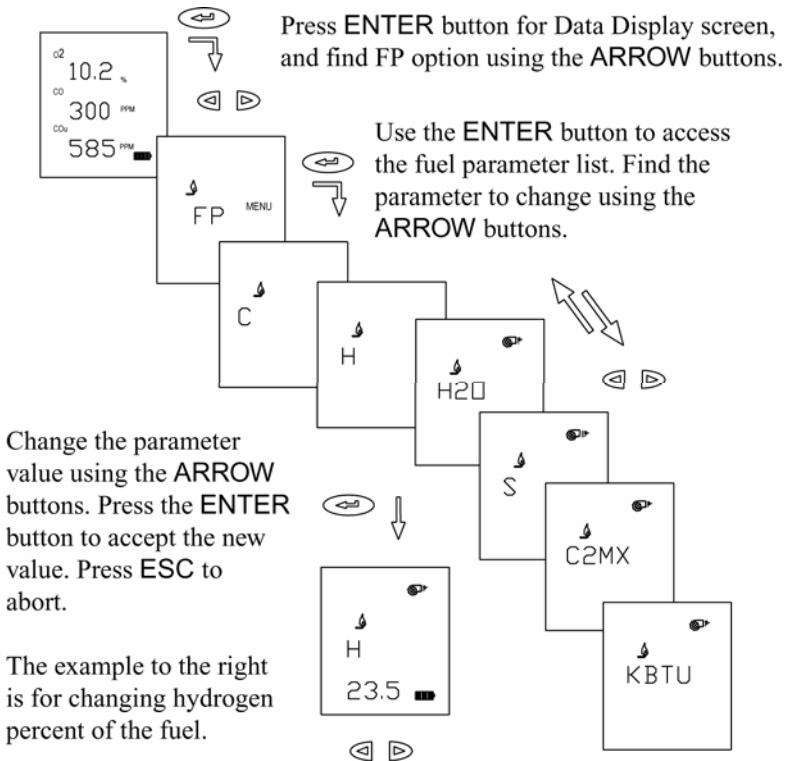 Press ENTER button for Data Display screen,
and find FP option using the ARROW buttons.
O2
10.2 %
CO
300 PPM
COu
585 PPM
Use the ENTER button to access
the fuel parameter list. Find the
parameter to change using the
ARROW buttons.
FP MENU
C
H
H2O
S
C2MX
KBTU
Change the parameter
value using the ARROW
buttons. Press the ENTER
button to accept the new
value. Press ESC to
abort.
The example to the right
is for changing hydrogen
percent of the fuel.
H
23.5